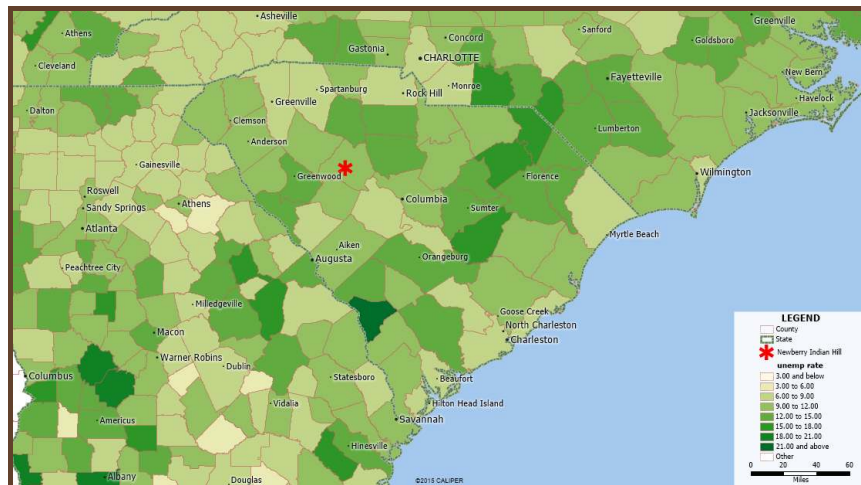 Asheville
Athens
Cleveland
Gastonia
Concord
CHARLOTTE
Sanford
Greenville
Goldsboro
Fayetteville
New Bern
Havelock
Jacksonville
Dalton
Clemson
Spartanburg
Greenville
Rock Hill
Monroe
Anderson
Lumberton
Gainesville
Greenwood
Florence
Wilmington
Roswell
Sandy Springs
Athens
Atlanta
Columbia
Sumter
Myrtle Beach
Peachtree City
Aiken
Augusta
Orangeburg
Milledgeville
Macon
Goose Creek
North Charleston
Charleston
Warner Robins
Dublin
Columbus
Statesboro
Beaufort
Hilton Head Island
Vidalia
Savannah
Americus
Hinesville
Albany
Douglas
©2015 CALIPER
LEGEND
County
State
Newberry Indian Hill
unemp rate
3.00 and below
3.00 to 6.00
6.00 to 9.00
9.00 to 12.00
12.00 to 15.00
15.00 to 18.00
18.00 to 21.00
21.00 and above
Other
0 20 40 60
Miles